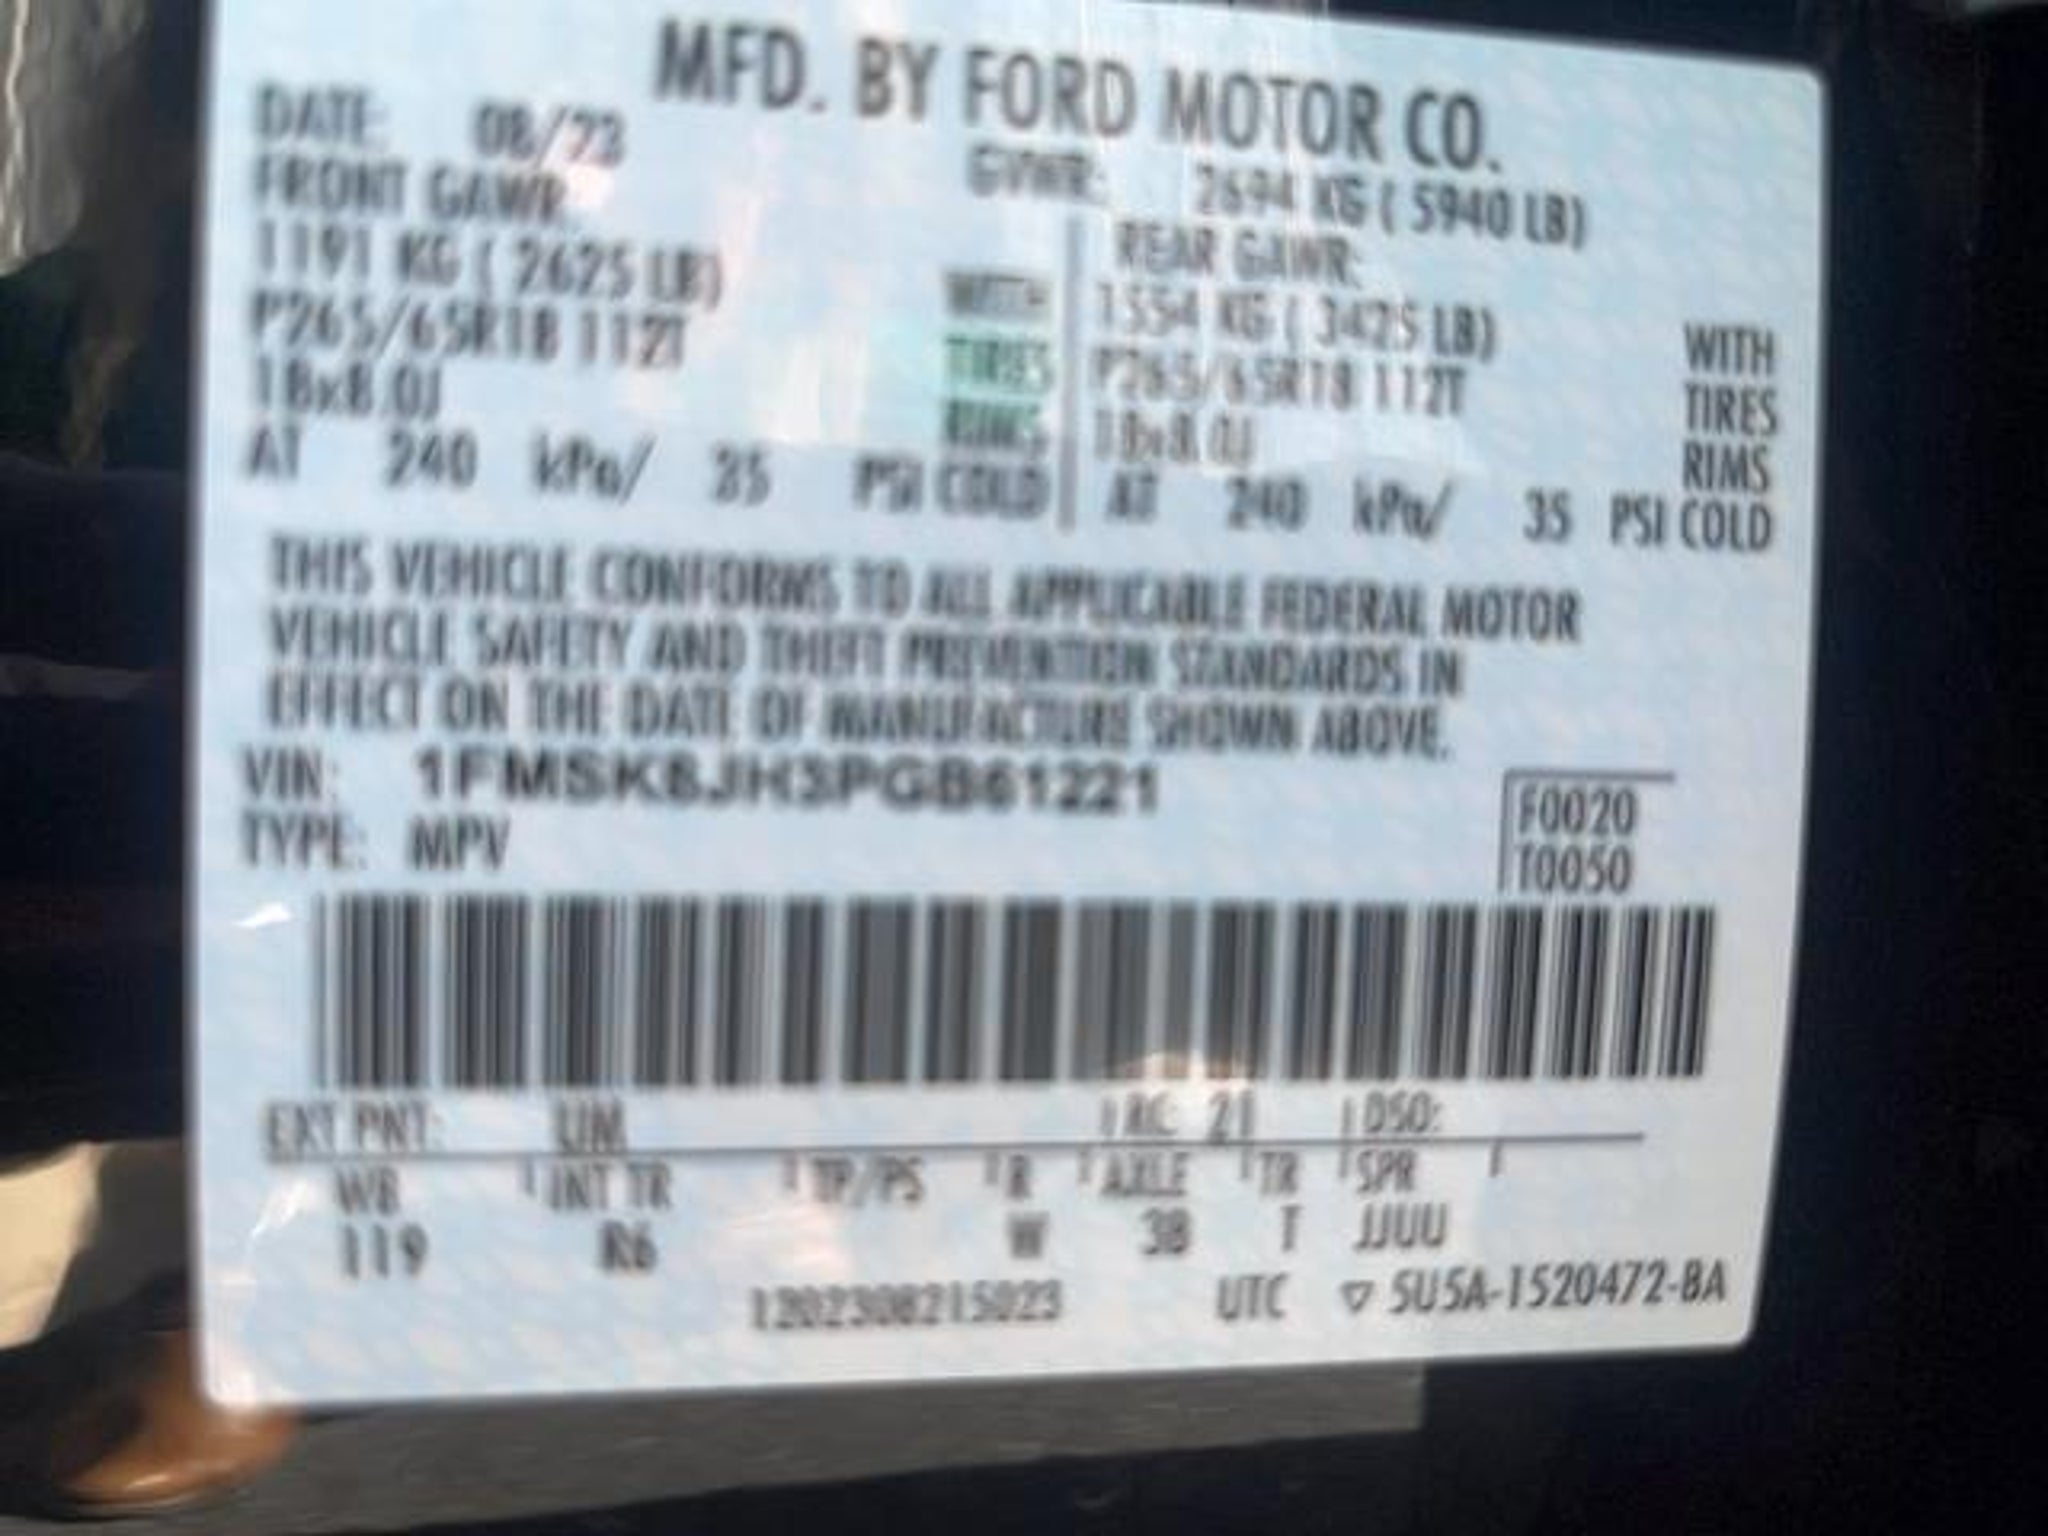 MFD. BY FORD MOTOR CO.
DATE: 08/23
GVWR: 2694 KG ( 5940 LB)
FRONT GAWR:
1191 KG ( 2625 LB) WITH
P265/65R18 112T TIRES
18x8.0J RIMS
AT 240 kPa/ 35 PSI COLD
REAR GAWR:
1554 KG ( 3425 LB) WITH
P265/65R18 112T TIRES
18x8.0J RIMS
AT 240 kPa/ 35 PSI COLD
THIS VEHICLE CONFORMS TO ALL APPLICABLE FEDERAL MOTOR
VEHICLE SAFETY AND THEFT PREVENTION STANDARDS IN
EFFECT ON THE DATE OF MANUFACTURE SHOWN ABOVE.
VIN: 1FMSK8JH3PGB61221
TYPE: MPV
F0020
T0050
EXT PNT: UM RC: 21 DSO:
WB INT TR TP/PS R AXLE TR SPR
119 R6 W 3B T JJUU
1202308215023 UTC ▽ 5U5A-1520472-BA